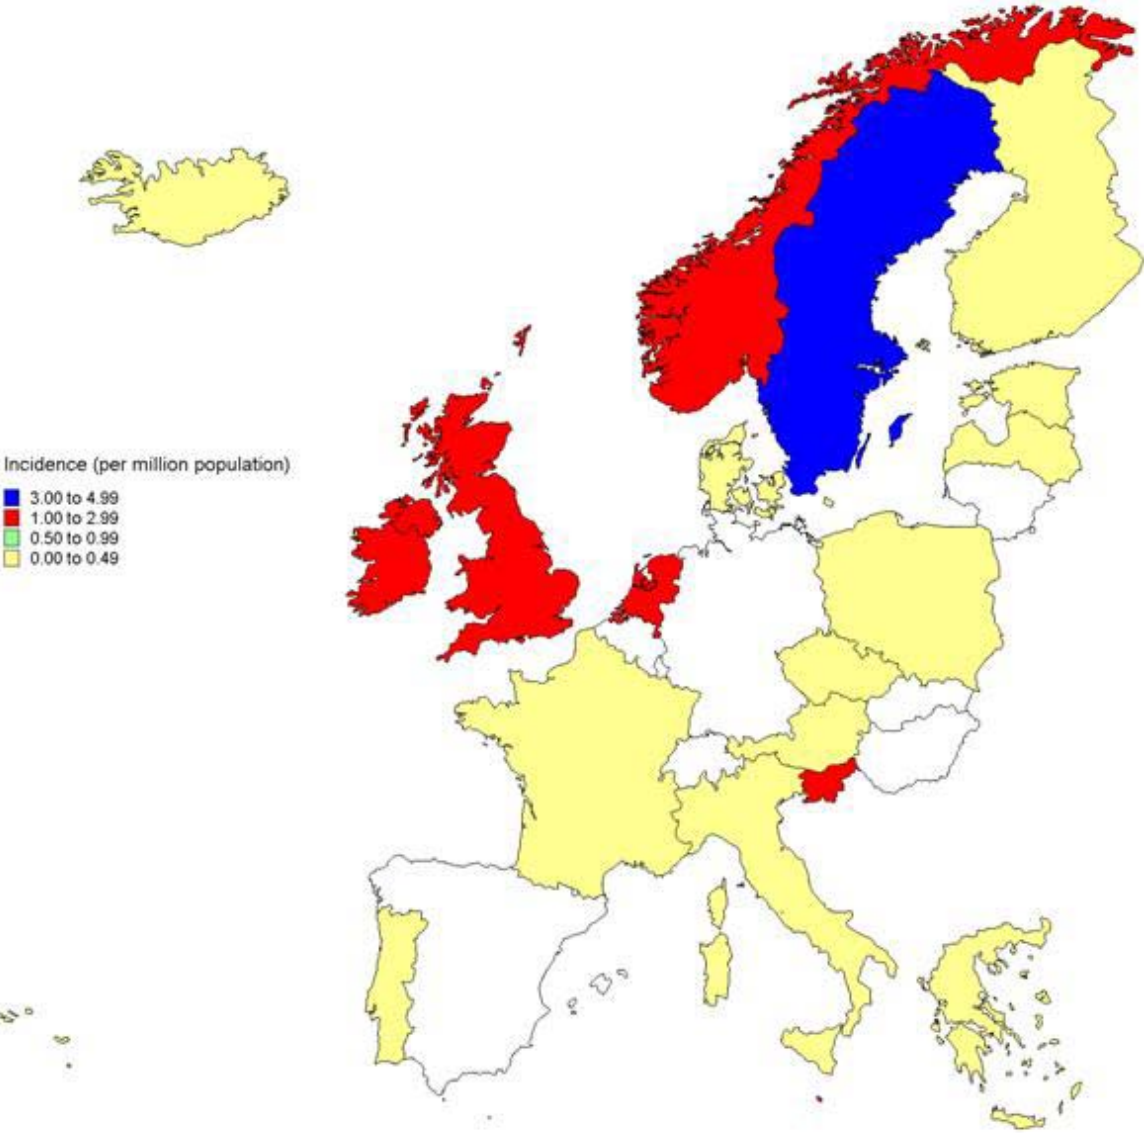 Incidence (per million population)
3.00 to 4.99
1.00 to 2.99
0.50 to 0.99
0.00 to 0.49